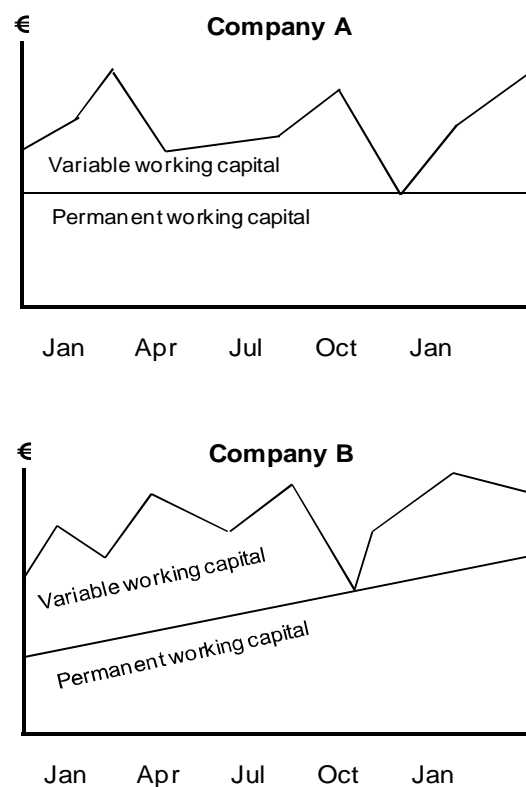 € Company A
Variable working capital
Permanent working capital
Jan Apr Jul Oct Jan
€ Company B
Variable working capital
Permanent working capital
Jan Apr Jul Oct Jan